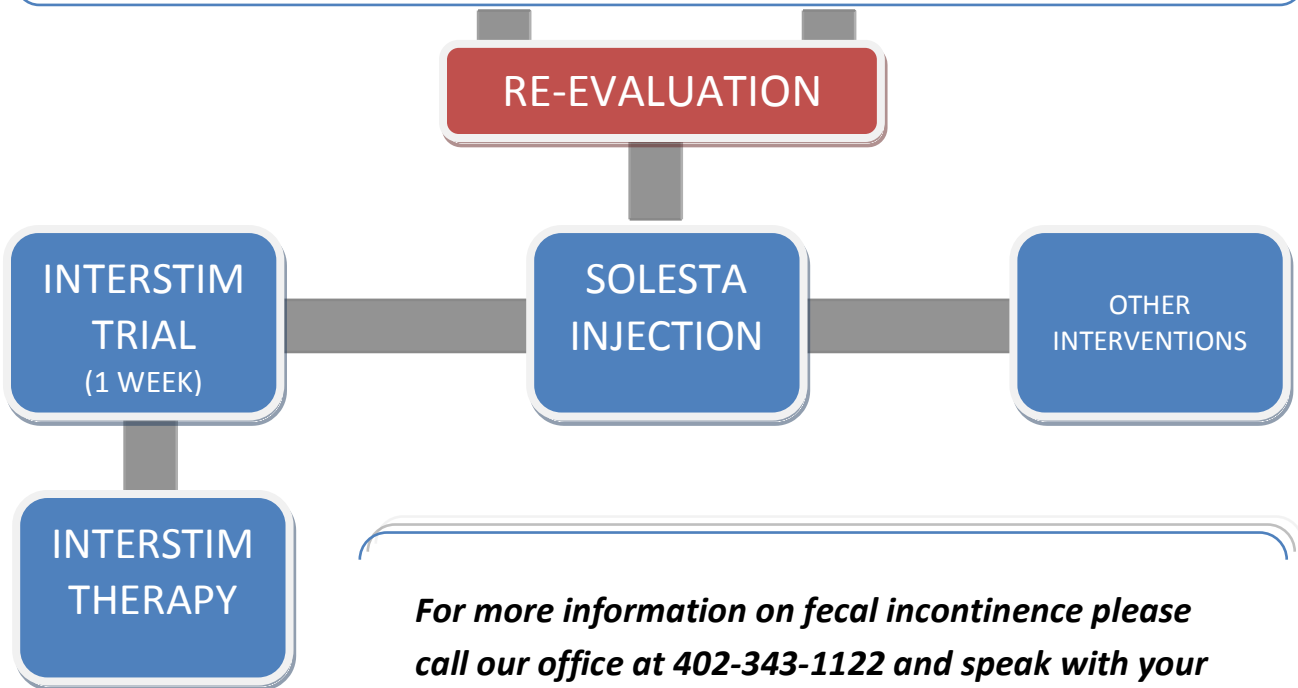 RE-EVALUATION
INTERSTIM
TRIAL
(1 WEEK)
SOLESTA
INJECTION
OTHER
INTERVENTIONS
INTERSTIM
THERAPY
For more information on fecal incontinence please
call our office at 402-343-1122 and speak with your